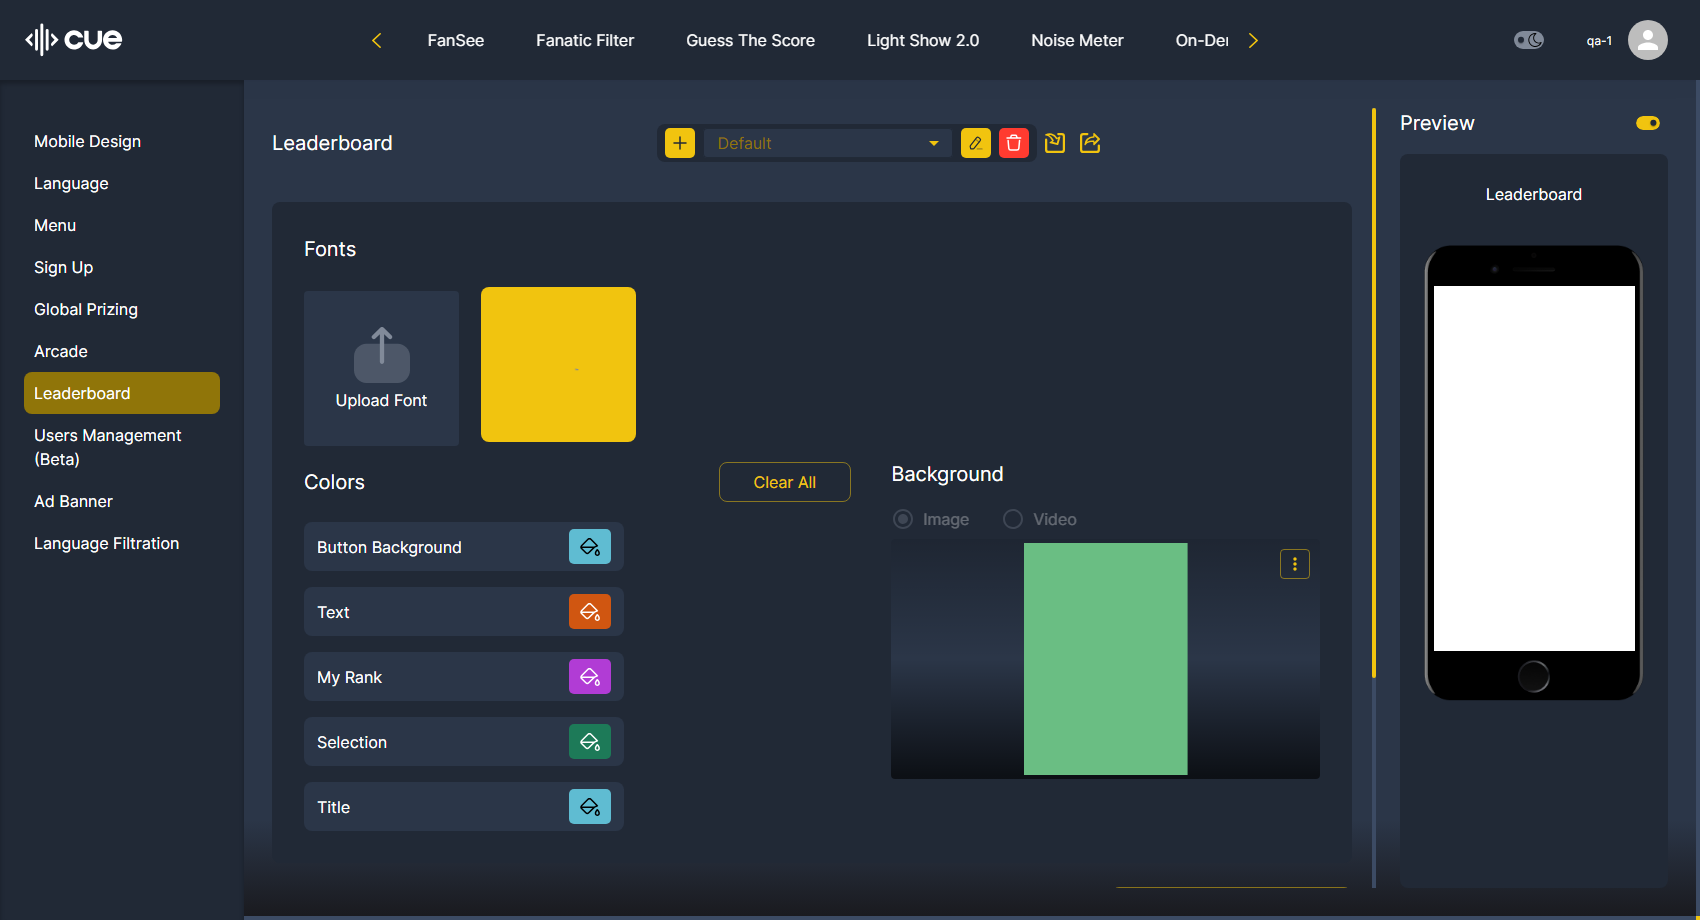 cue
FanSee
Fanatic Filter
Guess The Score
Light Show 2.0
Noise Meter
On-De
qa-1
Mobile Design
Language
Menu
Sign Up
Global Prizing
Arcade
Leaderboard
Users Management
(Beta)
Ad Banner
Language Filtration
Leaderboard
Default
Fonts
Upload Font
Colors
Clear All
Button Background
Text
My Rank
Selection
Title
Background
Image
Video
Preview
Leaderboard